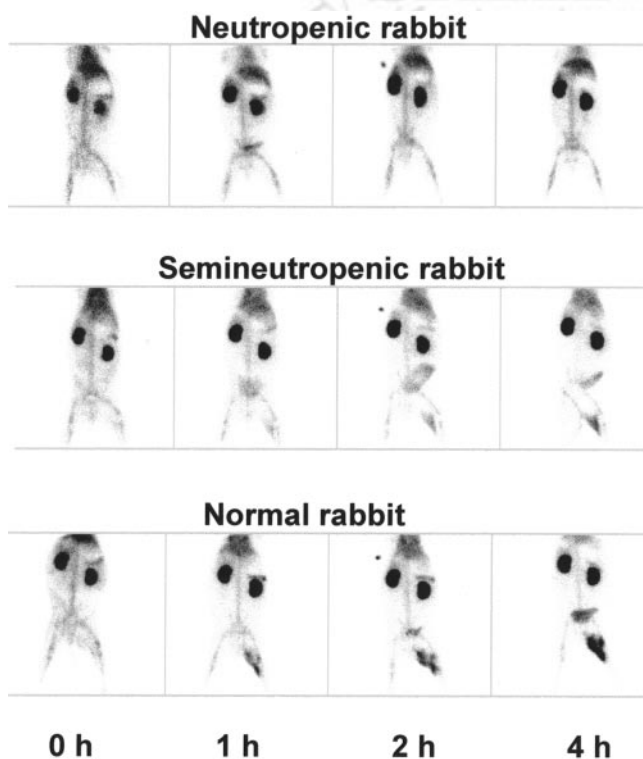 Neutropenic rabbit
Semineutropenic rabbit
Normal rabbit
0 h 1 h 2 h 4 h